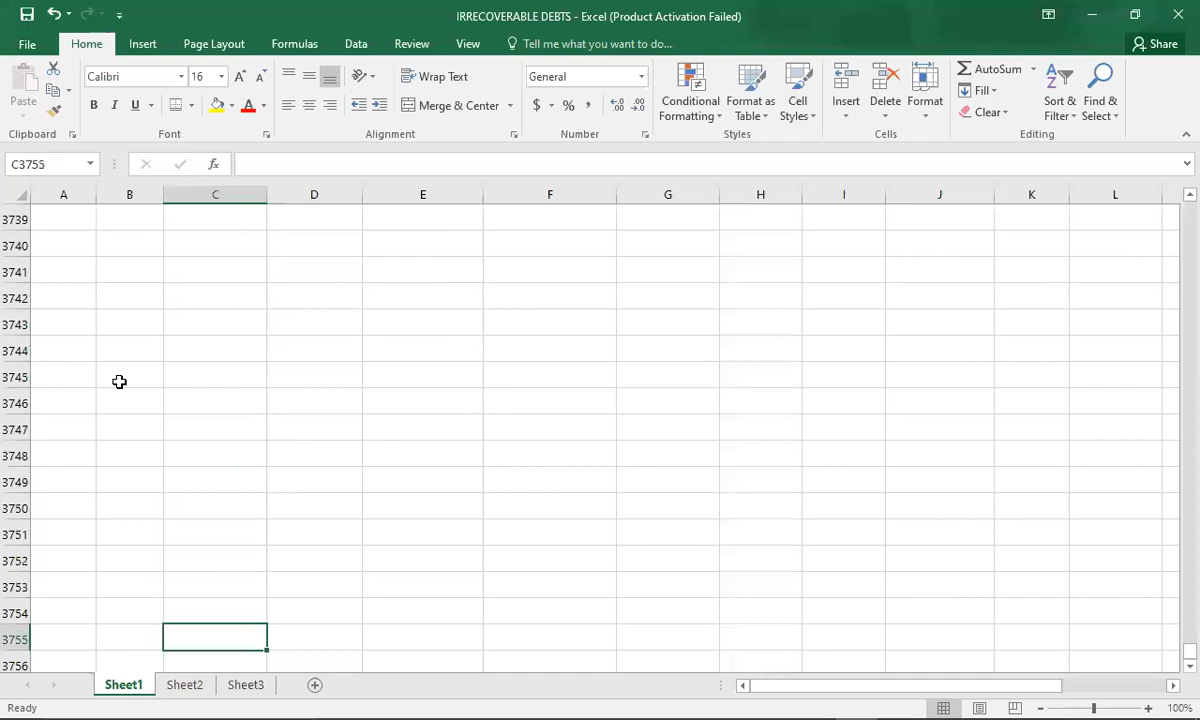 IRRECOVERABLE DEBTS - Excel (Product Activation Failed)
File Home Insert Page Layout Formulas Data Review View Tell me what you want to do... Share
Paste
Calibri 16
B I U A
Wrap Text
Merge & Center
General
$ % ,
Conditional Formatting
Format as Table
Cell Styles
Insert Delete Format
AutoSum
Fill
Clear
Sort & Filter
Find & Select
Clipboard Font Alignment Number Styles Cells Editing
C3755 fx
A B C D E F G H I J K L
3739
3740
3741
3742
3743
3744
3745
3746
3747
3748
3749
3750
3751
3752
3753
3754
3755
3756
Sheet1 Sheet2 Sheet3
Ready 100%